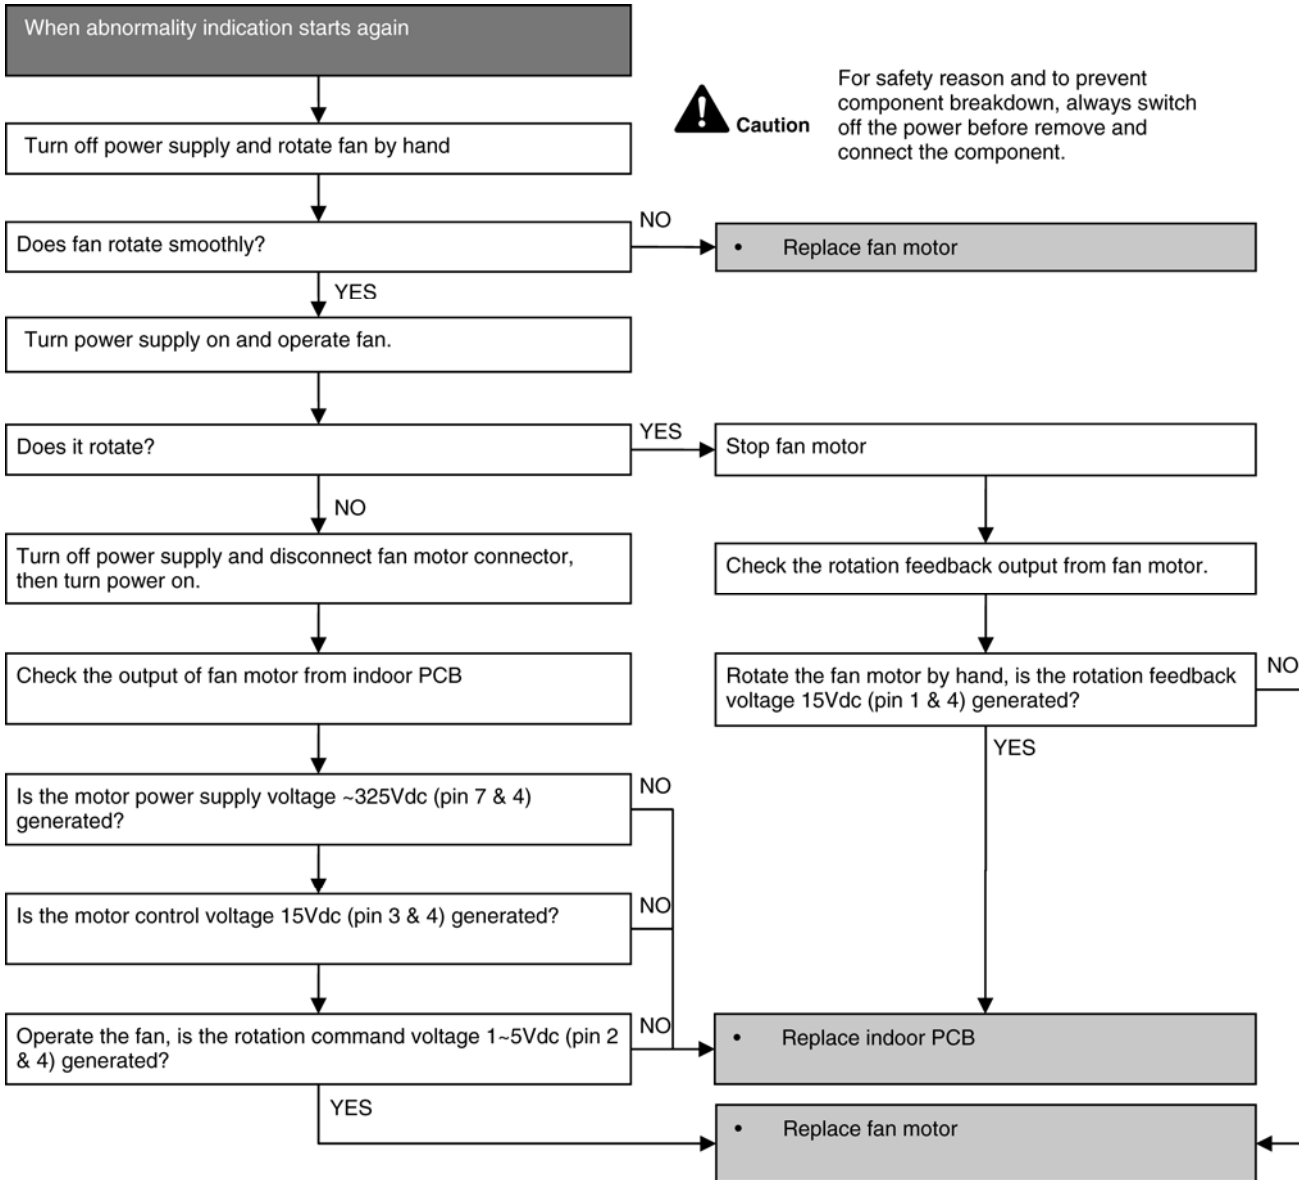 When abnormality indication starts again
For safety reason and to prevent
component breakdown, always switch
off the power before remove and
connect the component.
Caution
Turn off power supply and rotate fan by hand
Does fan rotate smoothly?
NO
• Replace fan motor
YES
Turn power supply on and operate fan.
Does it rotate?
YES
Stop fan motor
NO
Turn off power supply and disconnect fan motor connector,
then turn power on.
Check the rotation feedback output from fan motor.
Check the output of fan motor from indoor PCB
Rotate the fan motor by hand, is the rotation feedback
voltage 15Vdc (pin 1 & 4) generated?
NO
YES
Is the motor power supply voltage ~325Vdc (pin 7 & 4)
generated?
NO
Is the motor control voltage 15Vdc (pin 3 & 4) generated?
NO
Operate the fan, is the rotation command voltage 1~5Vdc (pin 2
& 4) generated?
NO
• Replace indoor PCB
YES
• Replace fan motor